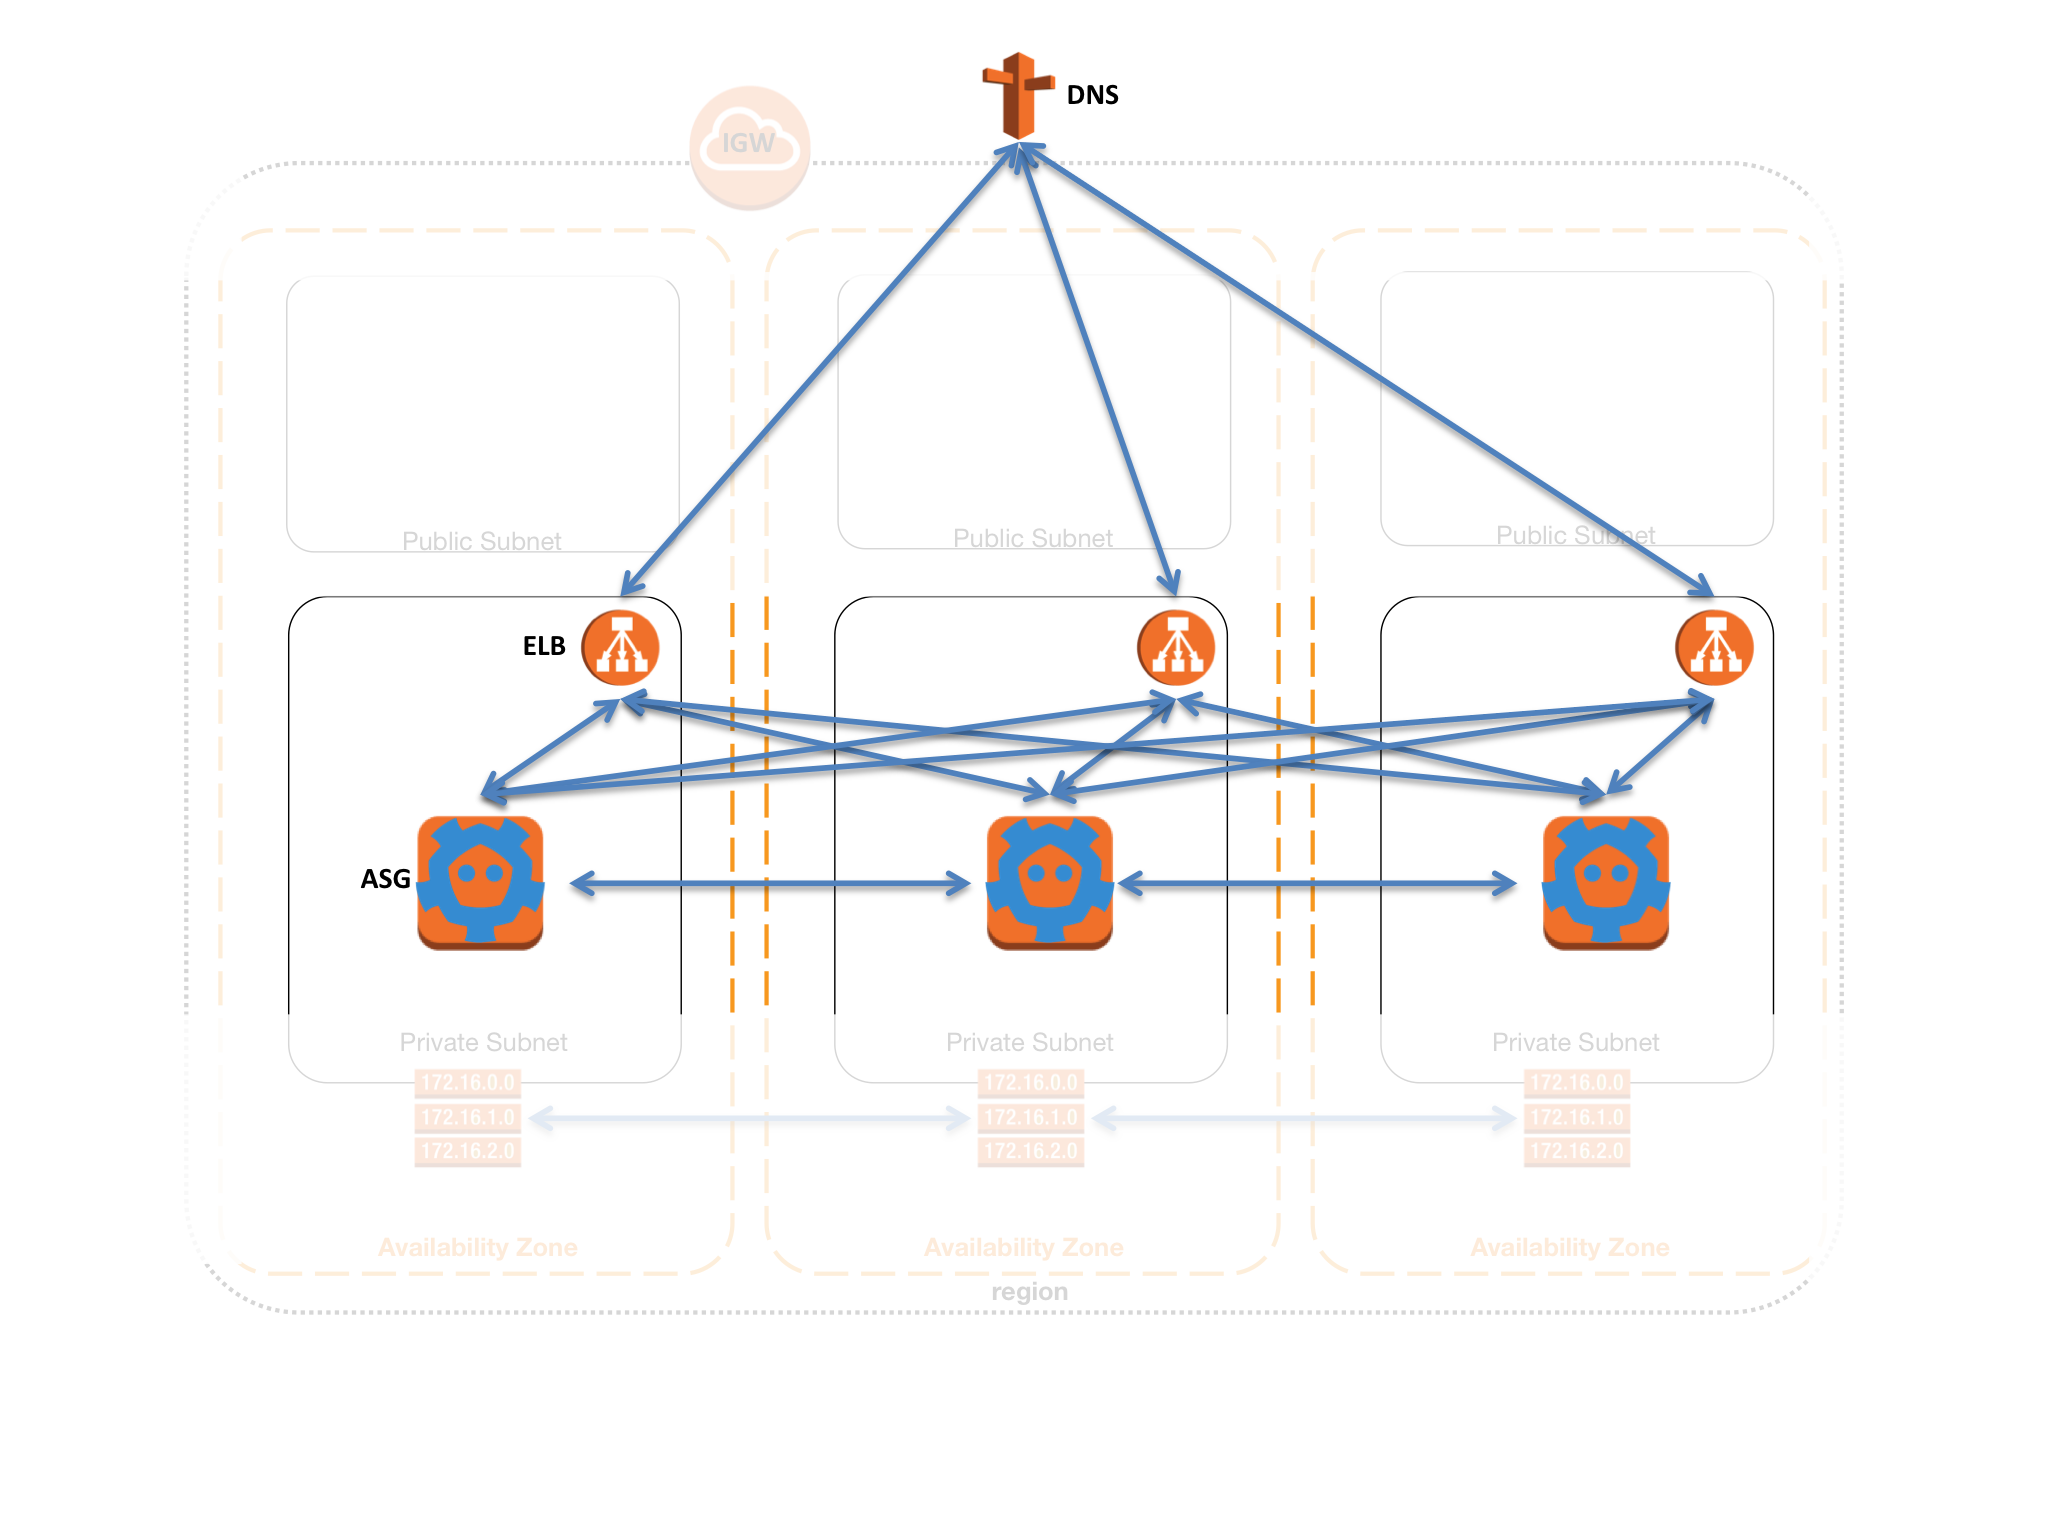 DNS
IGW
Public Subnet
Public Subnet
Public Subnet
ELB
ASG
Private Subnet
Private Subnet
Private Subnet
172.16.0.0
172.16.1.0
172.16.2.0
172.16.0.0
172.16.1.0
172.16.2.0
172.16.0.0
172.16.1.0
172.16.2.0
Availability Zone
Availability Zone
Availability Zone
region